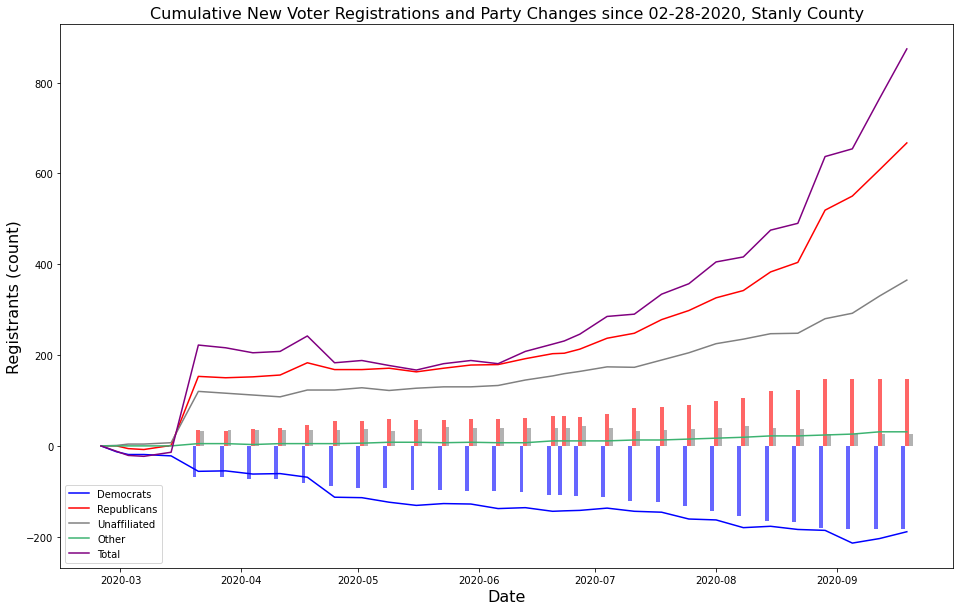 Cumulative New Voter Registrations and Party Changes since 02-28-2020, Stanly County
Registrants (count)
800
600
400
200
0
−200
Democrats
Republicans
Unaffiliated
Other
Total
2020-03 2020-04 2020-05 2020-06 2020-07 2020-08 2020-09
Date